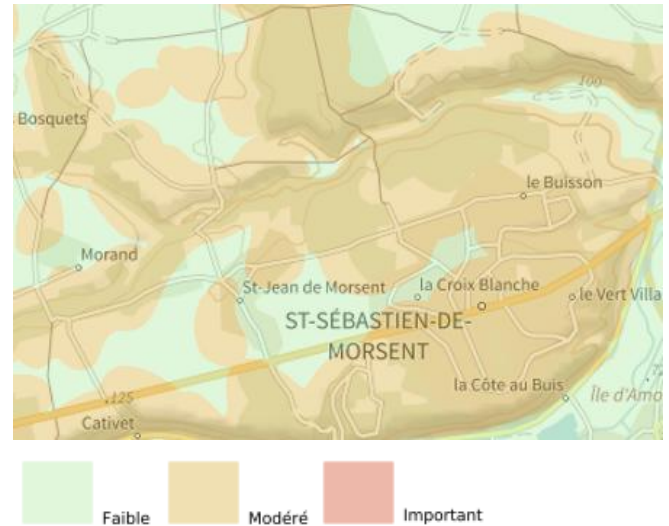 100
Bosquets
le Buisson
Morand
St-Jean de Morsent
la Croix Blanche
le Vert Villa
ST-SÉBASTIEN-DE-
MORSENT
la Côte au Buis
Île d'Amo
.125
Cativet
Faible
Modéré
Important